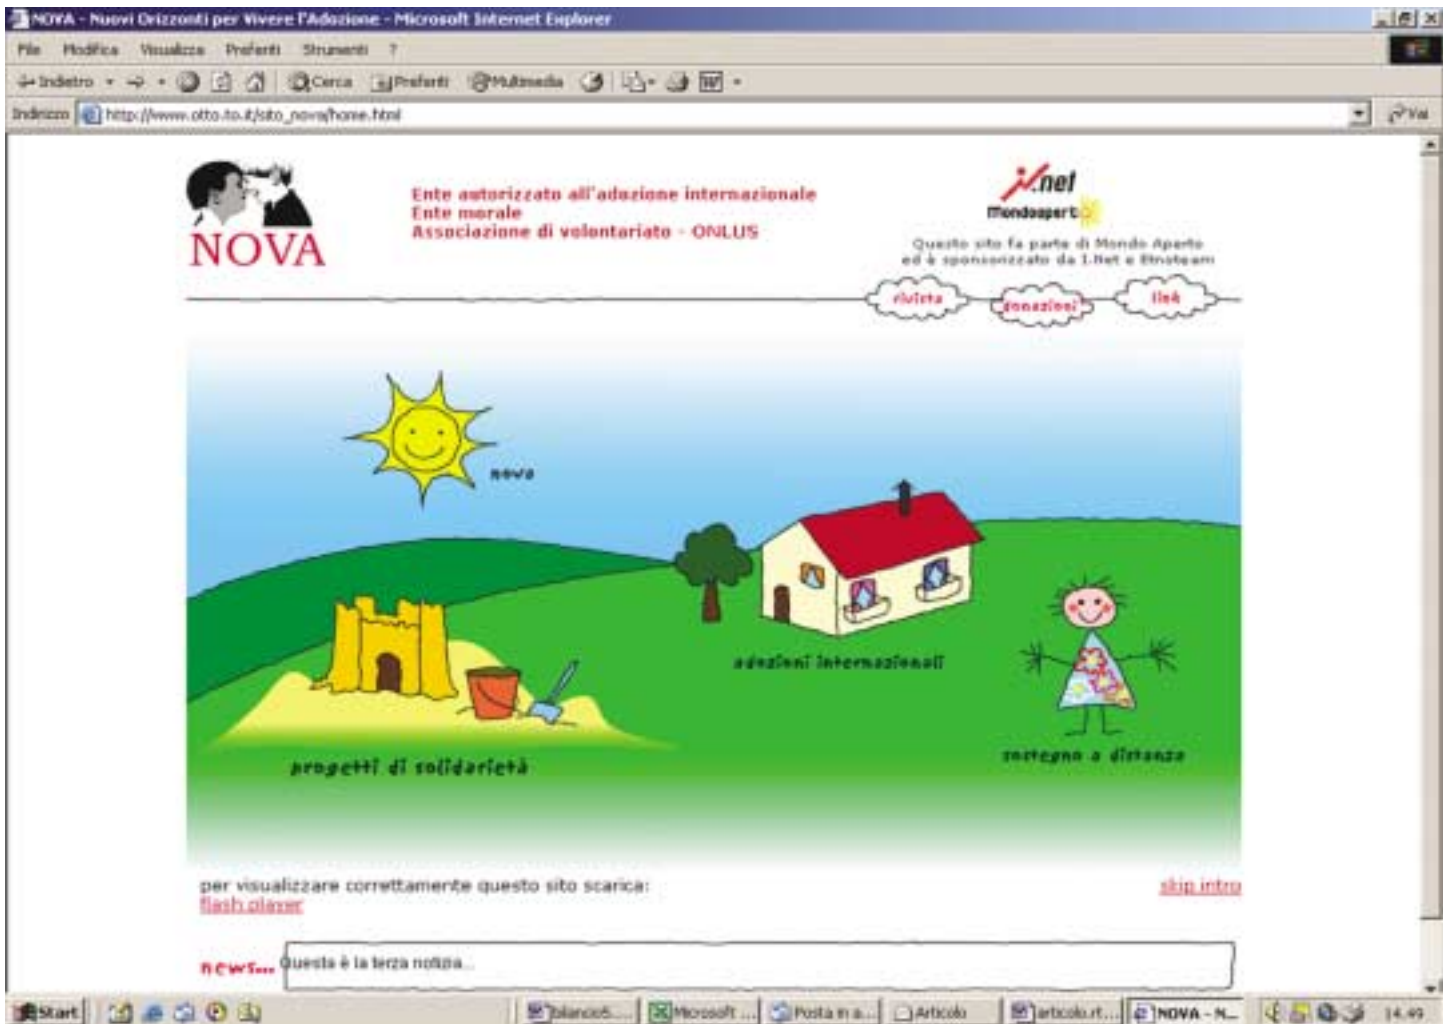 NOVA - Nuovi Orizzonti per Vivere l'Adozione - Microsoft Internet Explorer
File Modifica Visualizza Preferiti Strumenti ?
Indietro Cerca Preferiti Multimedia
Indirizzo http://www.otto.to.it/sito_nova/home.html Vai
NOVA
Ente autorizzato all'adozione internazionale
Ente morale
Associazione di volontariato - ONLUS
I.net
mondoaperto
Questo sito fa parte di Mondo Aperto
ed è sponsorizzato da I.Net e Etnoteam
rivista donazioni link
nova
adozioni internazionali
sostegno a distanza
progetti di solidarietà
per visualizzare correttamente questo sito scarica:
flash player
skip intro
news... Questa è la terza notizia...
Start Microsoft ... Posta in a... Articolo articolo.rt... NOVA - N... 14.49